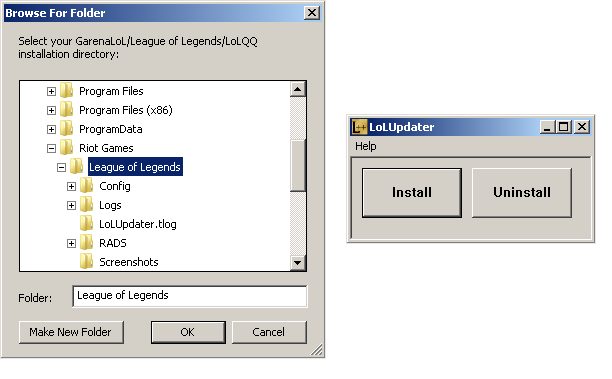 Browse For Folder
Select your GarenaLoL/League of Legends/LoLQQ
installation directory:
Program Files
Program Files (x86)
ProgramData
Riot Games
League of Legends
Config
Logs
LoLUpdater.tlog
RADS
Screenshots
Folder: League of Legends
Make New Folder OK Cancel
L++ LoLUpdater
Help
Install Uninstall